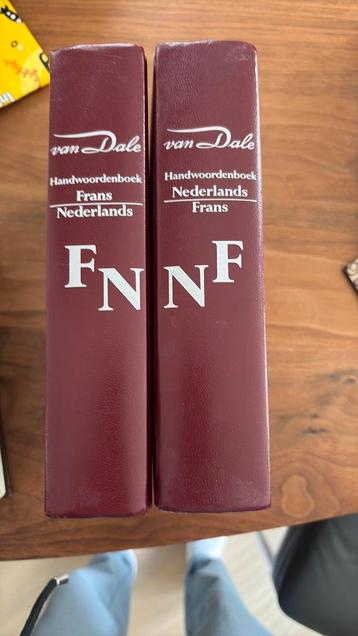 van Dale
Handwoordenboek
Frans
Nederlands
FN
van Dale
Handwoordenboek
Nederlands
Frans
NF